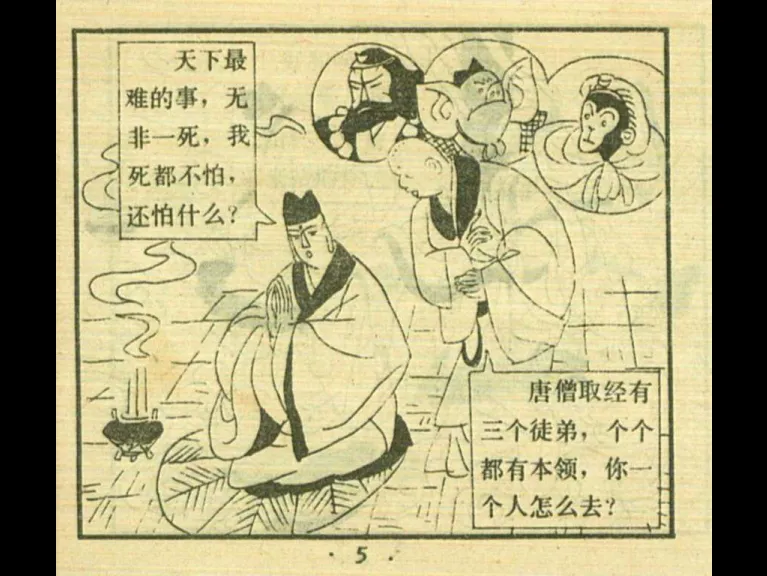 天下最
难的事，无
非一死，我
死都不怕，
还怕什么？
唐僧取经有
三个徒弟，个个
都有本领，你一
个人怎么去？
· 5 ·